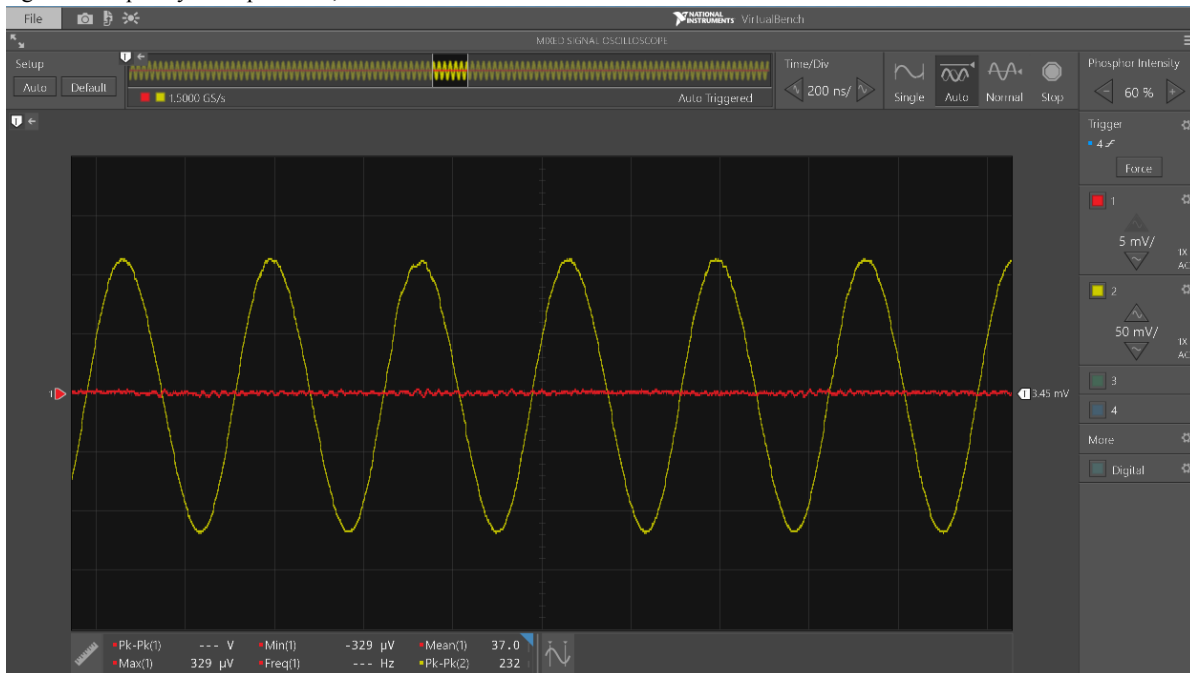 File
NATIONAL INSTRUMENTS VirtualBench
MIXED SIGNAL OSCILLOSCOPE
Setup
Auto Default
1.5000 GS/s Auto Triggered
Time/Div
200 ns/
Single Auto Normal Stop
Phosphor Intensity
- 60 % +
Trigger
4
Force
1
5 mV/
1X
AC
2
50 mV/
1X
AC
3
4
More
Digital
1
3.45 mV
Pk-Pk(1) --- V Min(1) -329 µV Mean(1) 37.0
Max(1) 329 µV Freq(1) --- Hz Pk-Pk(2) 232